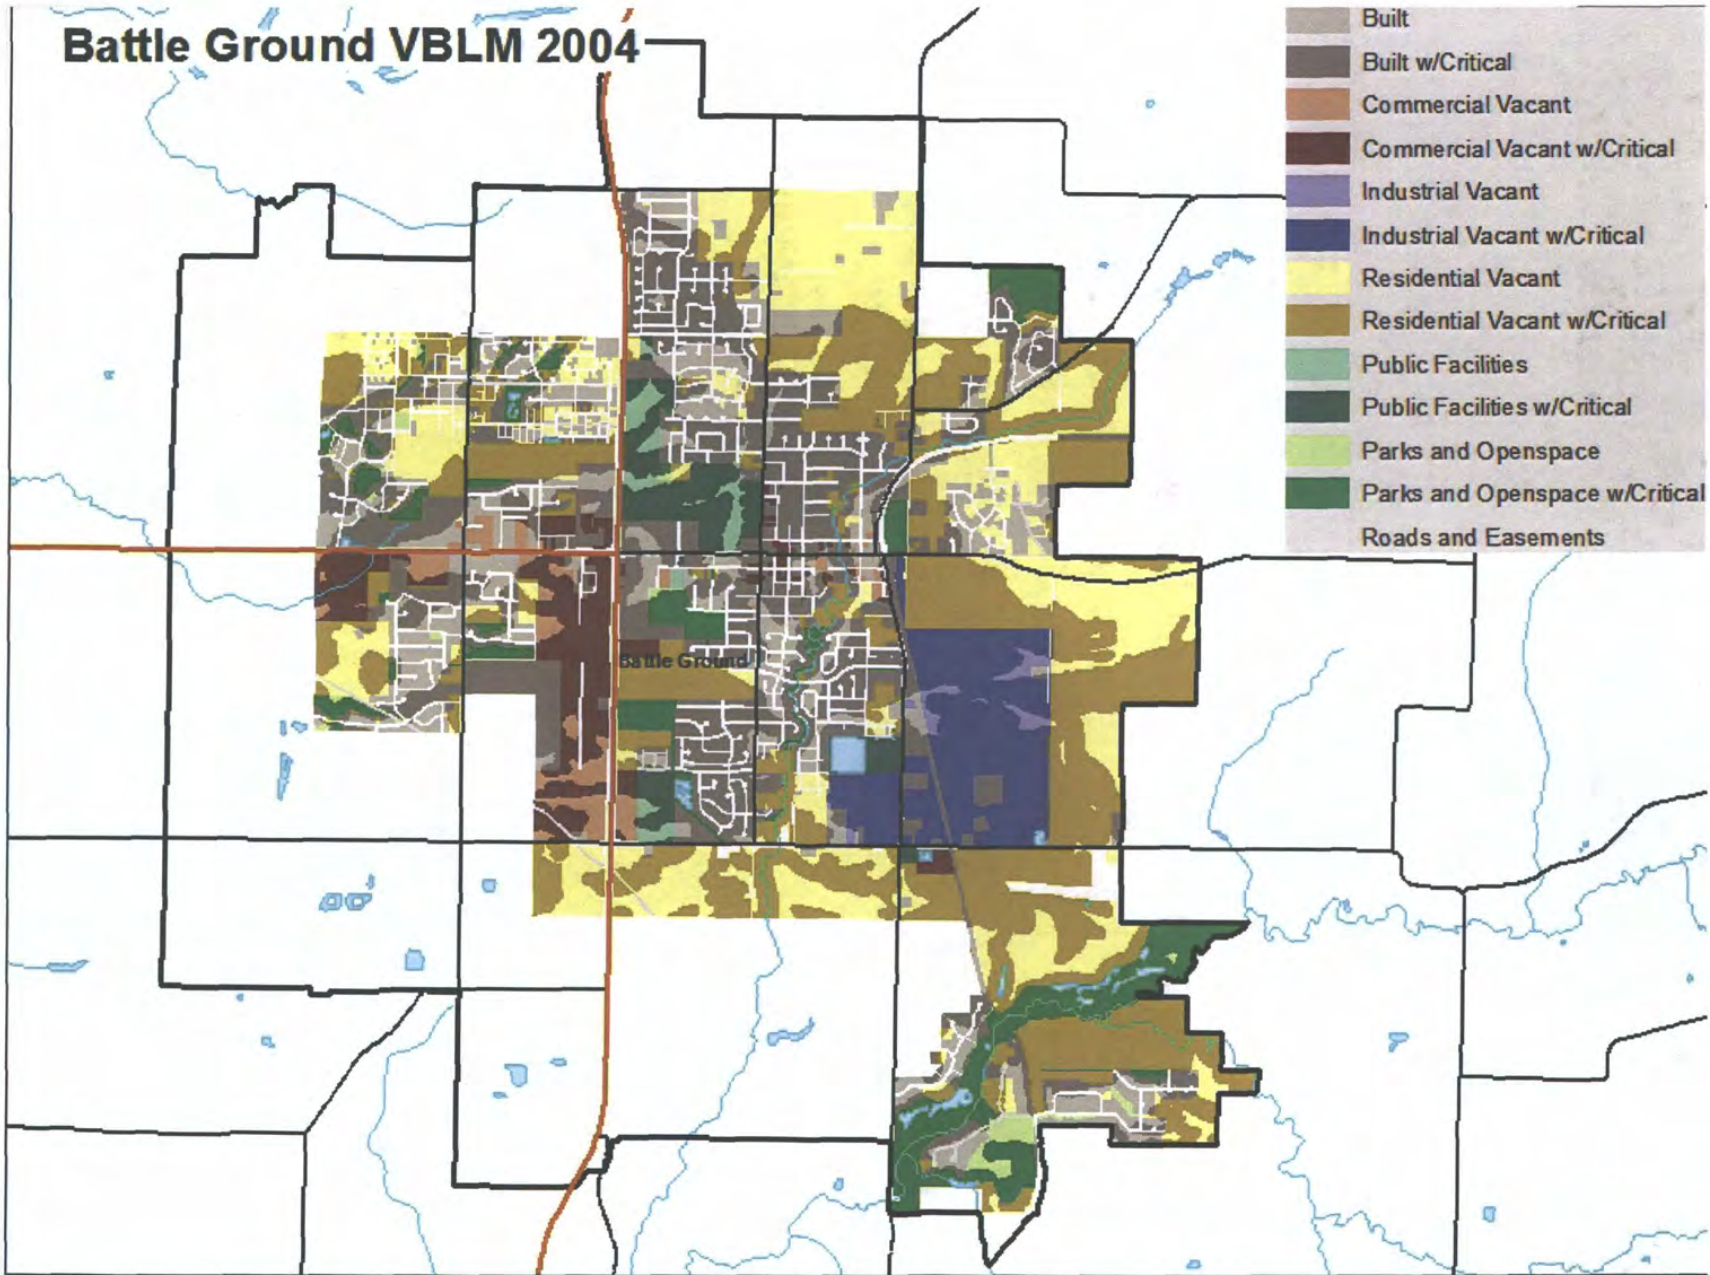 Battle Ground VBLM 2004
Built
Built w/Critical
Commercial Vacant
Commercial Vacant w/Critical
Industrial Vacant
Industrial Vacant w/Critical
Residential Vacant
Residential Vacant w/Critical
Public Facilities
Public Facilities w/Critical
Parks and Openspace
Parks and Openspace w/Critical
Roads and Easements
Battle Ground